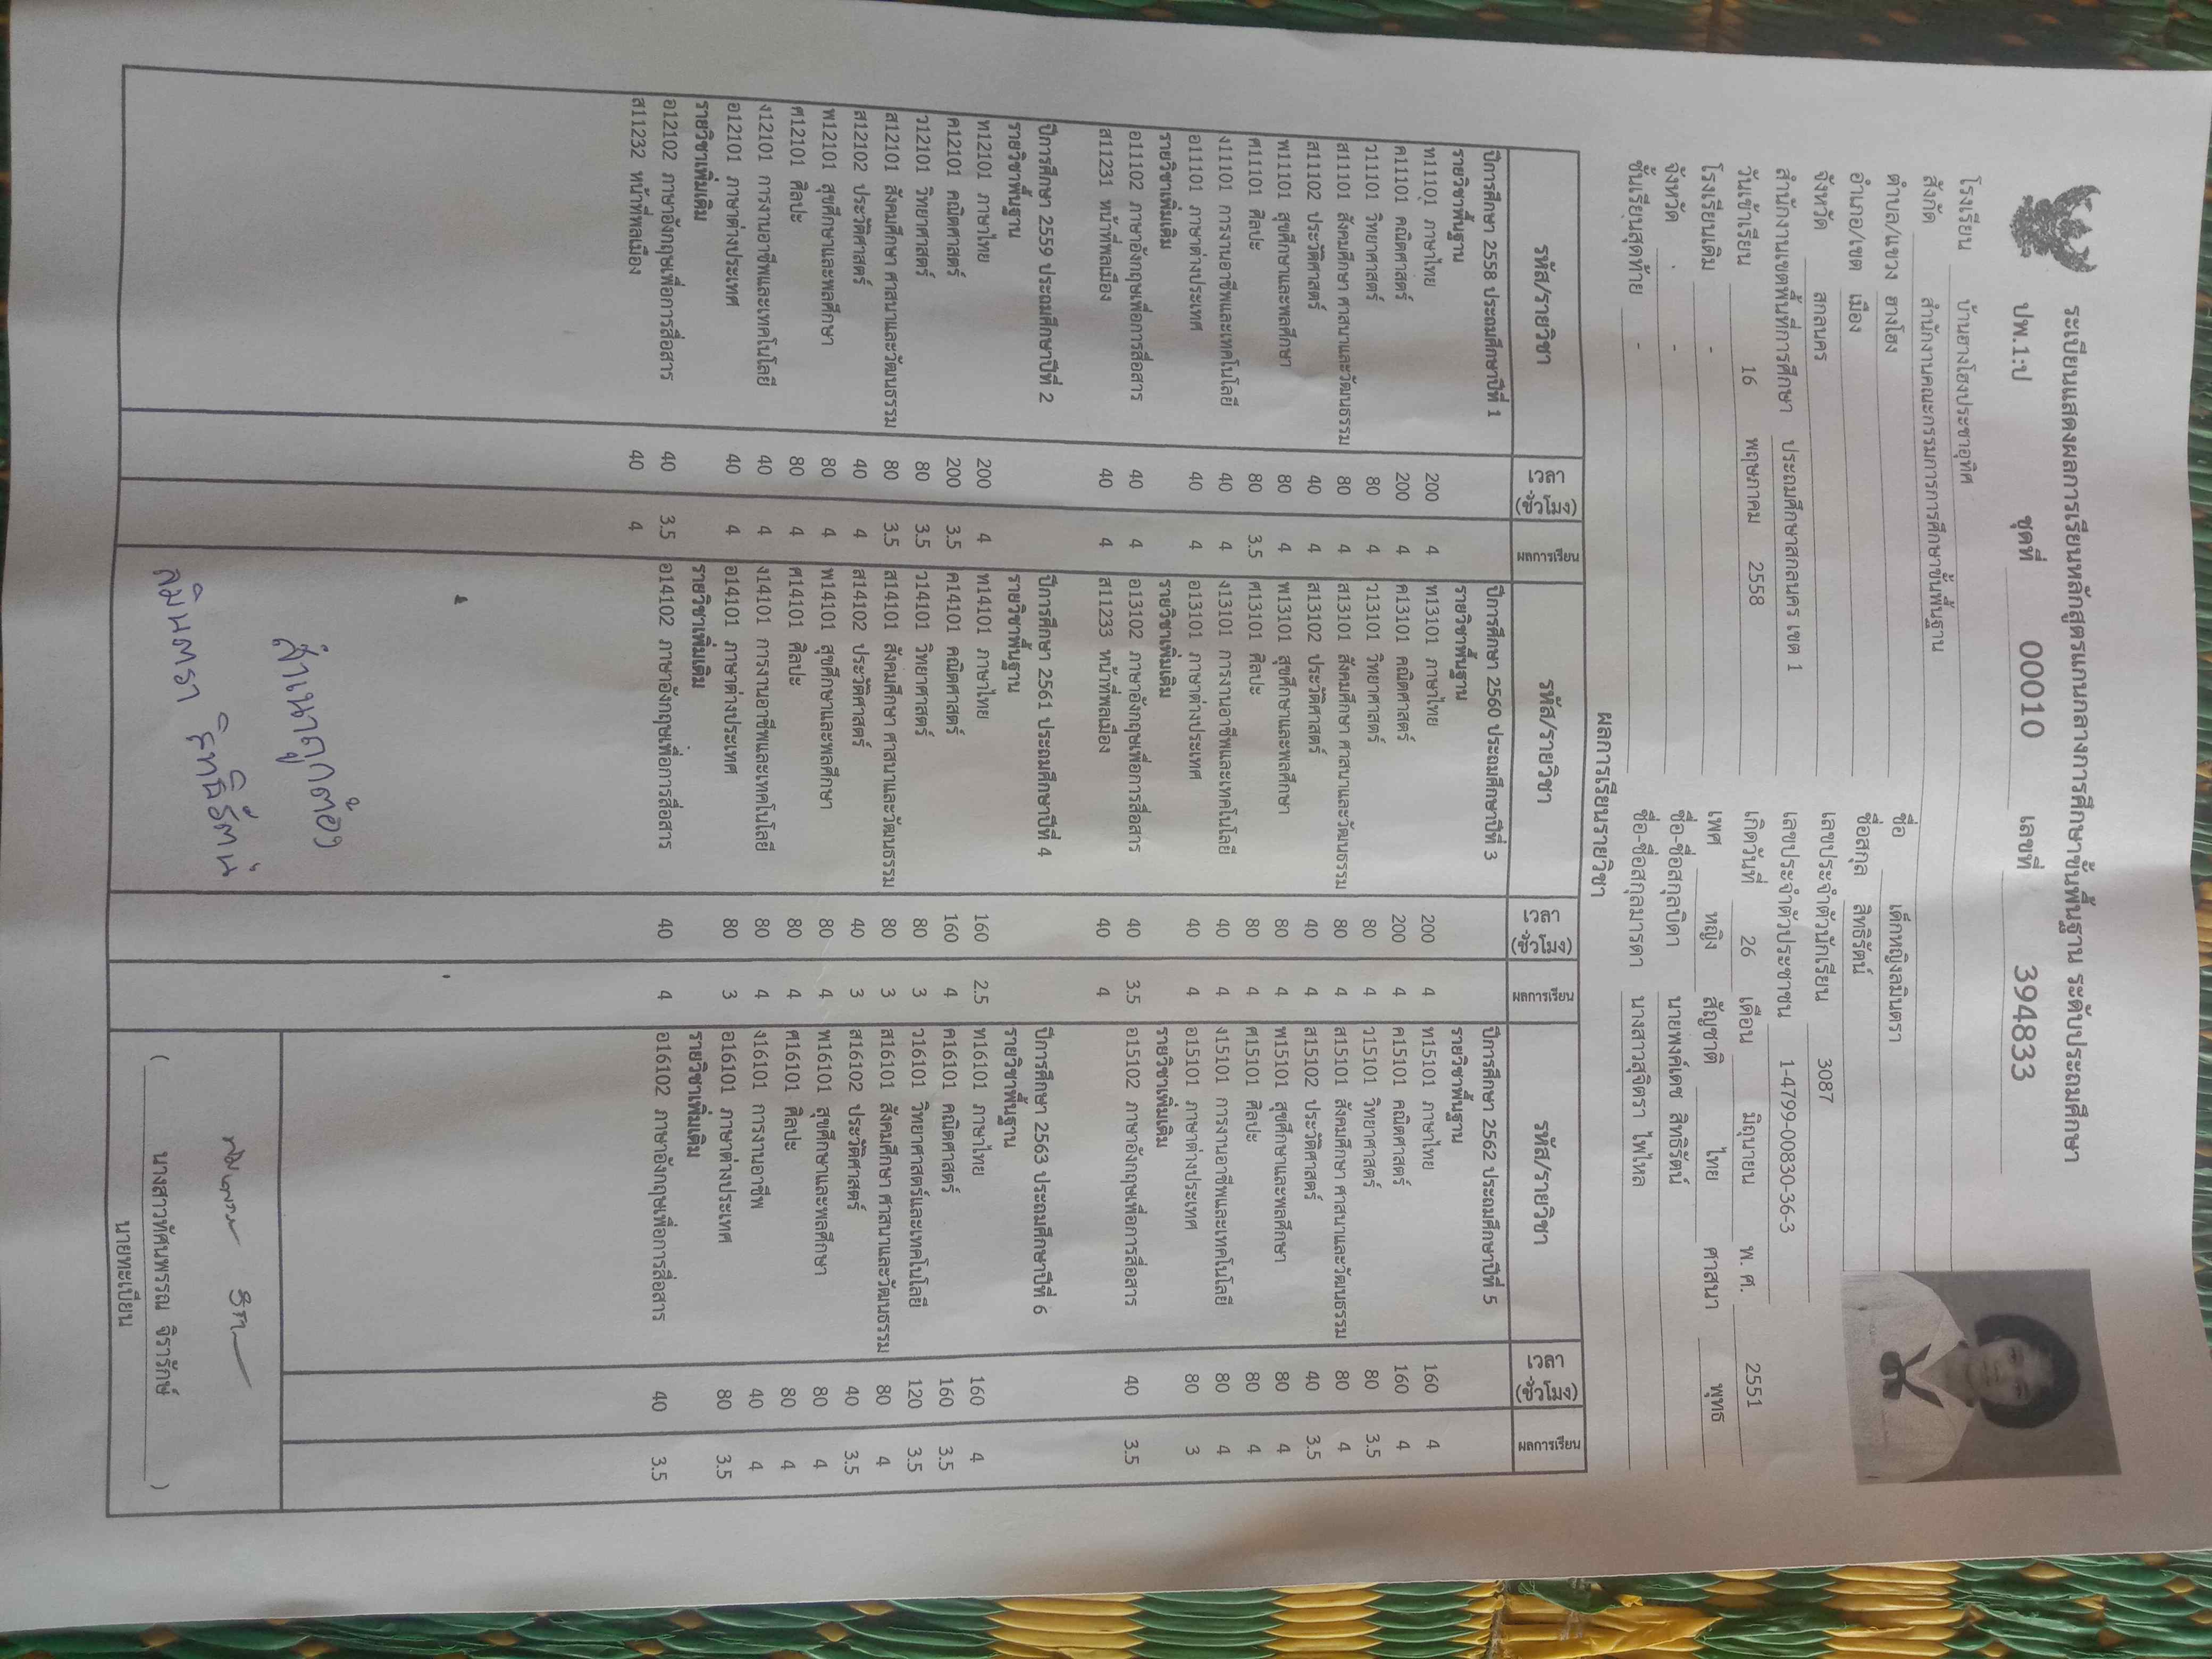 ระเบียนแสดงผลการเรียนหลักสูตรแกนกลางการศึกษาขั้นพื้นฐาน ระดับประถมศึกษา
ปพ.1:ป ชุดที่ 00010 เลขที่ 394833
โรงเรียน บ้านฮางโฮงประชาอุทิศ
สังกัด สำนักงานคณะกรรมการการศึกษาขั้นพื้นฐาน
ตำบล/แขวง ฮางโฮง
อำเภอ/เขต เมือง
จังหวัด สกลนคร
สำนักงานเขตพื้นที่การศึกษา ประถมศึกษาสกลนคร เขต 1
วันเข้าเรียน 16 พฤษภาคม 2558
โรงเรียนเดิม -
จังหวัด -
ชั้นเรียนสุดท้าย -
ชื่อ เด็กหญิงลมินตรา
ชื่อสกุล สิทธิรัตน์
เลขประจำตัวนักเรียน 3087
เลขประจำตัวประชาชน 1-4799-00830-36-3
เกิดวันที่ 26 เดือน มิถุนายน พ. ศ. 2551
เพศ หญิง สัญชาติ ไทย ศาสนา พุทธ
ชื่อ-ชื่อสกุลบิดา นายพงค์เดช สิทธิรัตน์
ชื่อ-ชื่อสกุลมารดา นางสาวสุจิตรา ไพไหล
ผลการเรียนรายวิชา
รหัส/รายวิชา เวลา (ชั่วโมง) ผลการเรียน
ปีการศึกษา 2558 ประถมศึกษาปีที่ 1
รายวิชาพื้นฐาน
ท11101 ภาษาไทย 200 4
ค11101 คณิตศาสตร์ 200 4
ว11101 วิทยาศาสตร์ 80 4
ส11101 สังคมศึกษา ศาสนาและวัฒนธรรม 80 4
ส11102 ประวัติศาสตร์ 40 4
พ11101 สุขศึกษาและพลศึกษา 80 4
ศ11101 ศิลปะ 80 3.5
ง11101 การงานอาชีพและเทคโนโลยี 40 4
อ11101 ภาษาต่างประเทศ 40 4
รายวิชาเพิ่มเติม
อ11102 ภาษาอังกฤษเพื่อการสื่อสาร 40 4
ส11231 หน้าที่พลเมือง 40 4
ปีการศึกษา 2559 ประถมศึกษาปีที่ 2
รายวิชาพื้นฐาน
ท12101 ภาษาไทย 200 4
ค12101 คณิตศาสตร์ 200 3.5
ว12101 วิทยาศาสตร์ 80 3.5
ส12101 สังคมศึกษา ศาสนาและวัฒนธรรม 80 3.5
ส12102 ประวัติศาสตร์ 40 4
พ12101 สุขศึกษาและพลศึกษา 80 4
ศ12101 ศิลปะ 80 4
ง12101 การงานอาชีพและเทคโนโลยี 40 4
อ12101 ภาษาต่างประเทศ 40 4
รายวิชาเพิ่มเติม
อ12102 ภาษาอังกฤษเพื่อการสื่อสาร 40 3.5
ส11232 หน้าที่พลเมือง 40 4
รหัส/รายวิชา เวลา (ชั่วโมง) ผลการเรียน
ปีการศึกษา 2560 ประถมศึกษาปีที่ 3
รายวิชาพื้นฐาน
ท13101 ภาษาไทย 200 4
ค13101 คณิตศาสตร์ 200 4
ว13101 วิทยาศาสตร์ 80 4
ส13101 สังคมศึกษา ศาสนาและวัฒนธรรม 80 4
ส13102 ประวัติศาสตร์ 40 4
พ13101 สุขศึกษาและพลศึกษา 80 4
ศ13101 ศิลปะ 80 4
ง13101 การงานอาชีพและเทคโนโลยี 40 4
อ13101 ภาษาต่างประเทศ 40 4
รายวิชาเพิ่มเติม
อ13102 ภาษาอังกฤษเพื่อการสื่อสาร 40 3.5
ส11233 หน้าที่พลเมือง 40 4
ปีการศึกษา 2561 ประถมศึกษาปีที่ 4
รายวิชาพื้นฐาน
ท14101 ภาษาไทย 160 2.5
ค14101 คณิตศาสตร์ 160 4
ว14101 วิทยาศาสตร์ 80 3
ส14101 สังคมศึกษา ศาสนาและวัฒนธรรม 80 3
ส14102 ประวัติศาสตร์ 40 3
พ14101 สุขศึกษาและพลศึกษา 80 4
ศ14101 ศิลปะ 80 4
ง14101 การงานอาชีพและเทคโนโลยี 80 4
อ14101 ภาษาต่างประเทศ 80 3
รายวิชาเพิ่มเติม
อ14102 ภาษาอังกฤษเพื่อการสื่อสาร 40 4
สำเนาถูกต้อง
ลมินตรา สิทธิรัตน์
รหัส/รายวิชา เวลา (ชั่วโมง) ผลการเรียน
ปีการศึกษา 2562 ประถมศึกษาปีที่ 5
รายวิชาพื้นฐาน
ท15101 ภาษาไทย 160 4
ค15101 คณิตศาสตร์ 160 4
ว15101 วิทยาศาสตร์ 80 3.5
ส15101 สังคมศึกษา ศาสนาและวัฒนธรรม 80 4
ส15102 ประวัติศาสตร์ 40 3.5
พ15101 สุขศึกษาและพลศึกษา 80 4
ศ15101 ศิลปะ 80 4
ง15101 การงานอาชีพและเทคโนโลยี 80 4
อ15101 ภาษาต่างประเทศ 80 3
รายวิชาเพิ่มเติม
อ15102 ภาษาอังกฤษเพื่อการสื่อสาร 40 3.5
ปีการศึกษา 2563 ประถมศึกษาปีที่ 6
รายวิชาพื้นฐาน
ท16101 ภาษาไทย 160 4
ค16101 คณิตศาสตร์ 160 3.5
ว16101 วิทยาศาสตร์และเทคโนโลยี 120 3.5
ส16101 สังคมศึกษา ศาสนาและวัฒนธรรม 80 4
ส16102 ประวัติศาสตร์ 40 3.5
พ16101 สุขศึกษาและพลศึกษา 80 4
ศ16101 ศิลปะ 80 4
ง16101 การงานอาชีพ 40 4
อ16101 ภาษาต่างประเทศ 80 3.5
รายวิชาเพิ่มเติม
อ16102 ภาษาอังกฤษเพื่อการสื่อสาร 40 3.5
( นางสาวทัศนพรรณ จิรารักษ์ )
นายทะเบียน